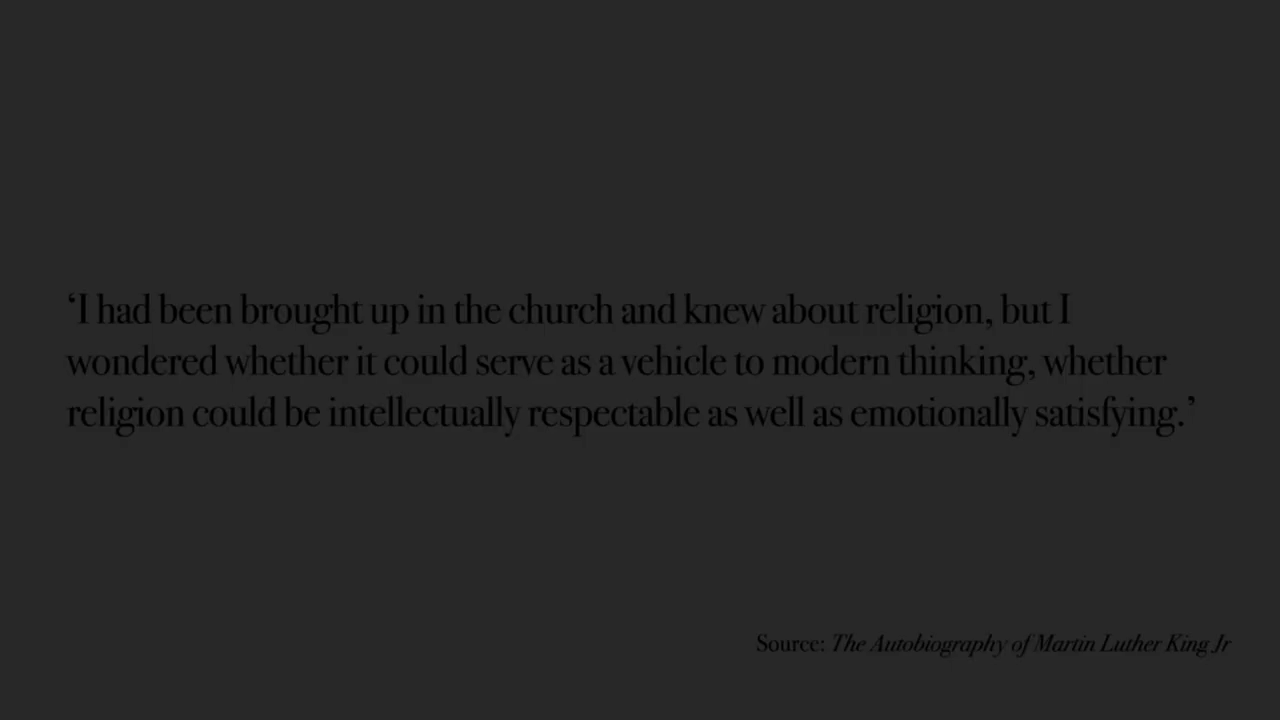 ‘I had been brought up in the church and knew about religion, but I
wondered whether it could serve as a vehicle to modern thinking, whether
religion could be intellectually respectable as well as emotionally satisfying.’
Source: The Autobiography of Martin Luther King Jr